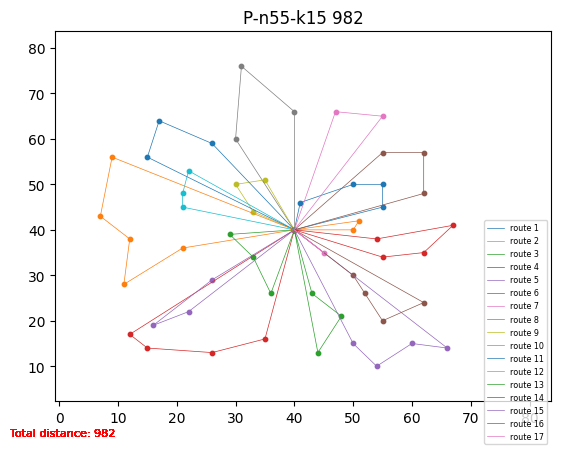 P-n55-k15 982
80
70
60
50
40
30
20
10
0 10 20 30 40 50 60 70
route 1
route 2
route 3
route 4
route 5
route 6
route 7
route 8
route 9
route 10
route 11
route 12
route 13
route 14
route 15
route 16
route 17
Total distance: 982